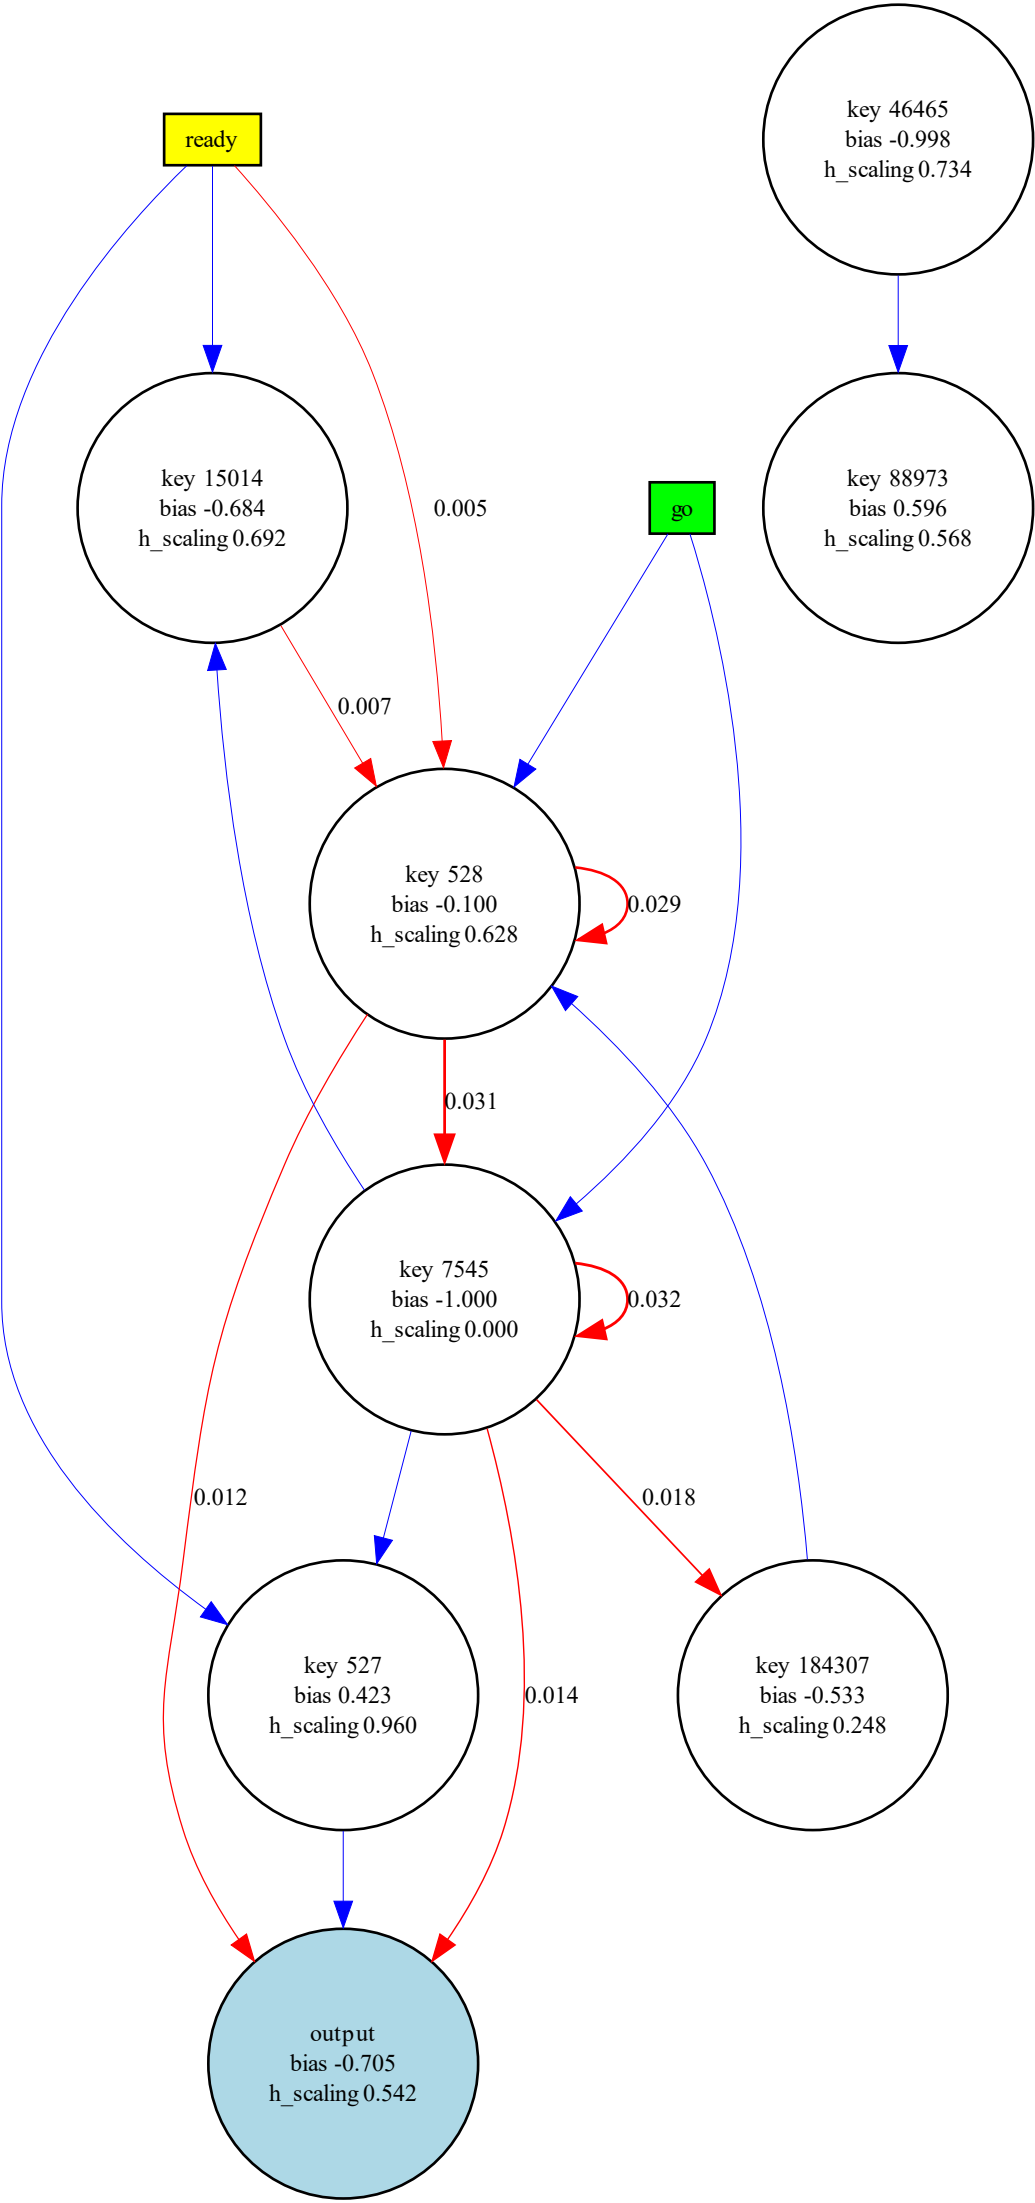 key 46465
bias -0.998
h_scaling 0.734
ready
key 15014
bias -0.684
h_scaling 0.692
0.005
go
key 88973
bias 0.596
h_scaling 0.568
0.007
key 528
bias -0.100
h_scaling 0.628
0.029
0.031
key 7545
bias -1.000
h_scaling 0.000
0.032
0.012
0.018
key 527
bias 0.423
h_scaling 0.960
0.014
key 184307
bias -0.533
h_scaling 0.248
output
bias -0.705
h_scaling 0.542